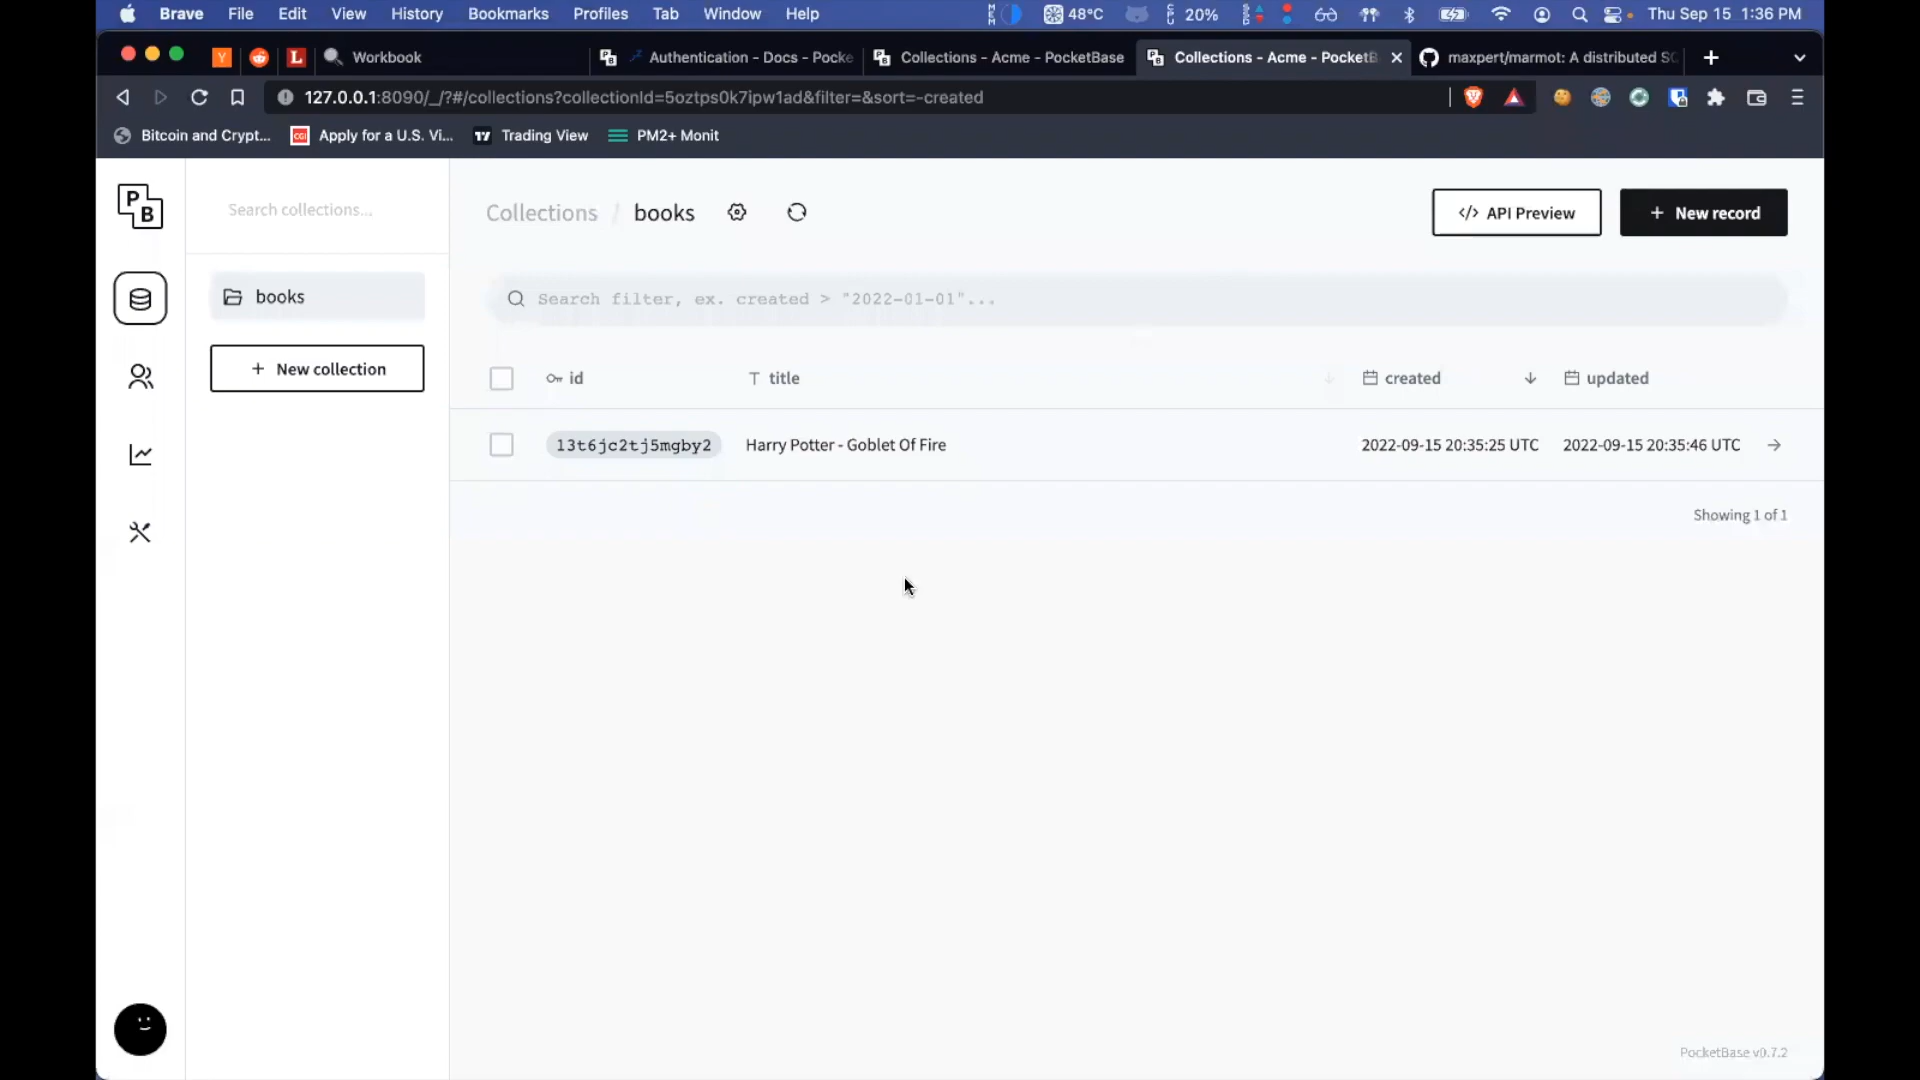 Brave File Edit View History Bookmarks Profiles Tab Window Help 48°C 20% Thu Sep 15 1:36 PM
Workbook Authentication - Docs - Pocke Collections - Acme - PocketBase Collections - Acme - PocketB maxpert/marmot: A distributed SQ
127.0.0.1:8090/_/?#/collections?collectionId=5oztps0k7ipw1ad&filter=&sort=-created
Bitcoin and Crypt... Apply for a U.S. Vi... Trading View PM2+ Monit
P B
Search collections...
Collections / books
</> API Preview
+ New record
books
Search filter, ex. created > "2022-01-01"...
+ New collection
id title created updated
l3t6jc2tj5mgby2 Harry Potter - Goblet Of Fire 2022-09-15 20:35:25 UTC 2022-09-15 20:35:46 UTC
Showing 1 of 1
PocketBase v0.7.2